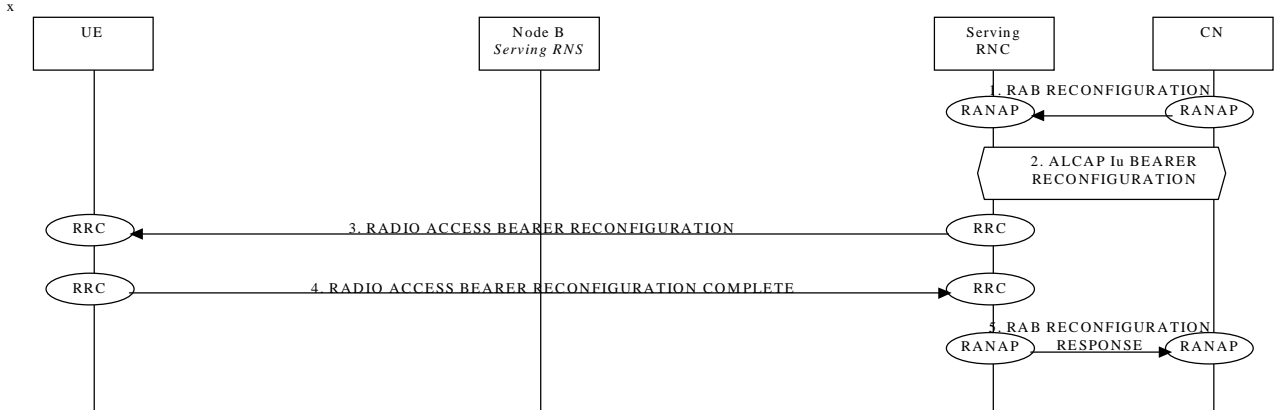 x
UE
Node B
Serving RNS
Serving
RNC
CN
1. RAB RECONFIGURATION
RANAP
RANAP
2. ALCAP Iu BEARER
RECONFIGURATION
RRC
3. RADIO ACCESS BEARER RECONFIGURATION
RRC
RRC
4. RADIO ACCESS BEARER RECONFIGURATION COMPLETE
RRC
5. RAB RECONFIGURATION
RANAP
RESPONSE
RANAP